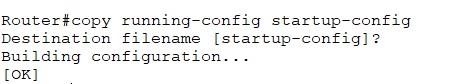 Router#copy running-config startup-config
Destination filename [startup-config]?
Building configuration...
[OK]